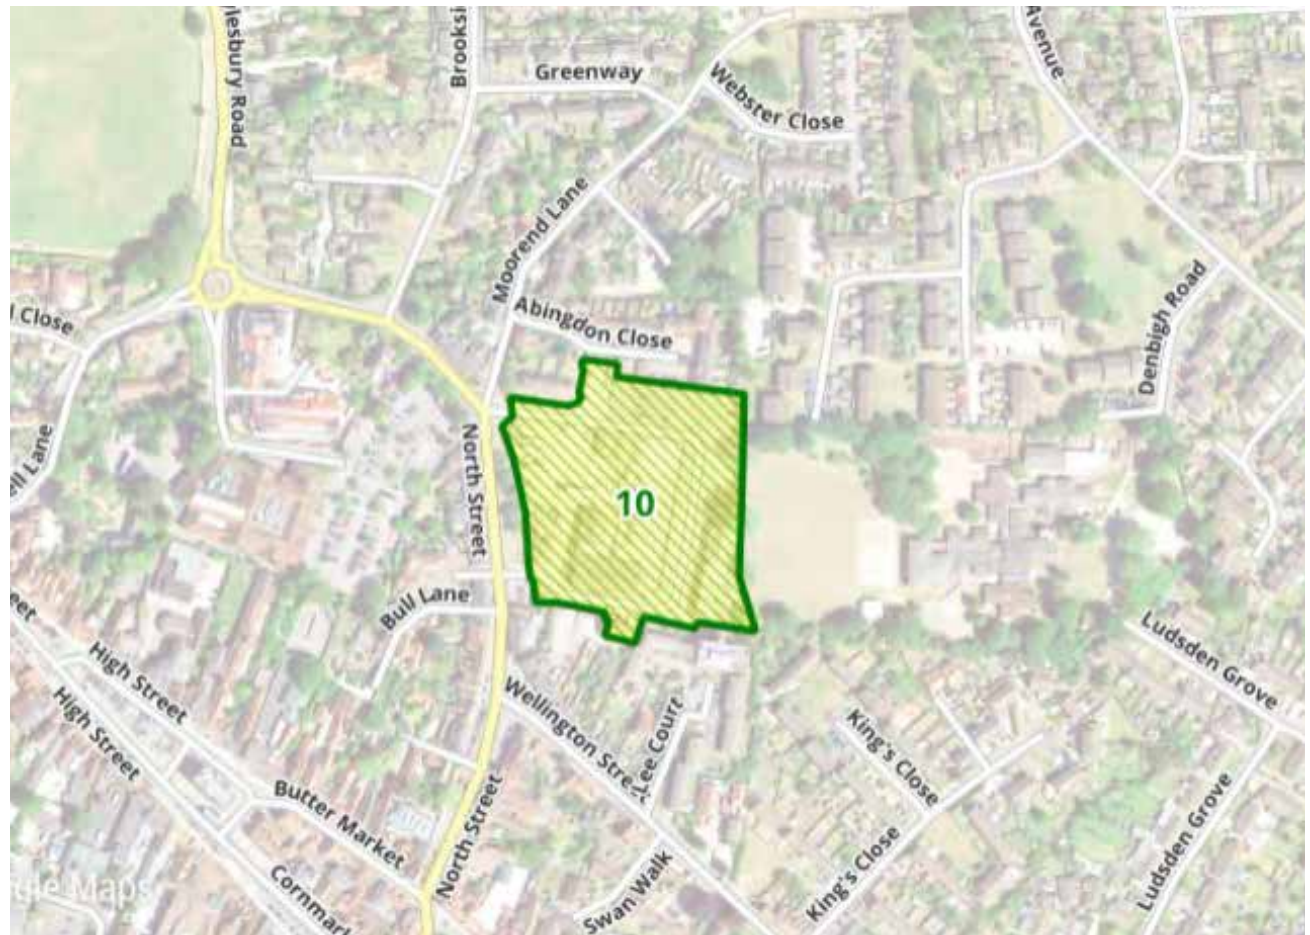 lesbury Road
Brooksi
Greenway
Webster Close
Avenue
Moorend Lane
Abingdon Close
l Close
Denbigh Road
ell Lane
North Street
10
Bull Lane
eet
High Street
High Street
Wellington Stre
Lee Court
King's Close
Ludsden Grove
Butter Market
North Street
King's Close
Ludsden Grove
gle Maps
Cornmar
Swan Walk